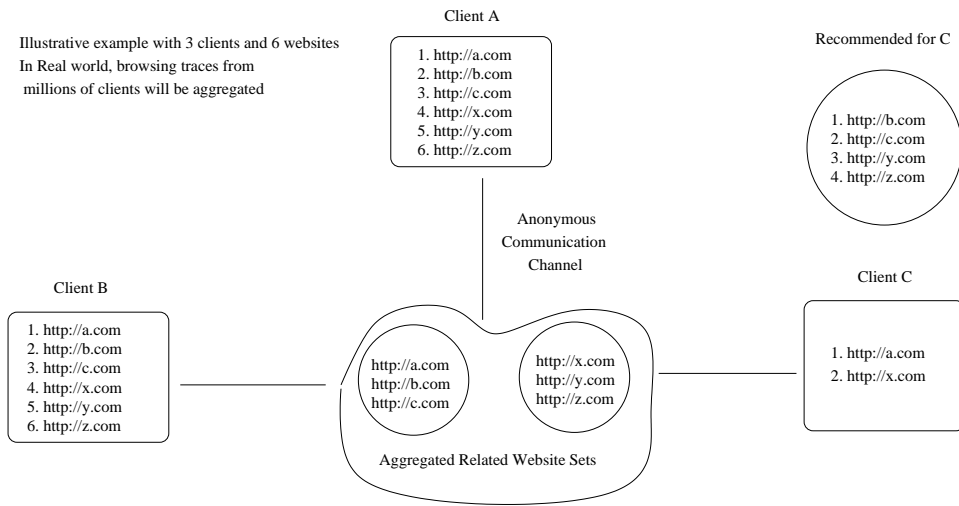 Illustrative example with 3 clients and 6 websites
In Real world, browsing traces from
millions of clients will be aggregated
Client A
1. http://a.com
2. http://b.com
3. http://c.com
4. http://x.com
5. http://y.com
6. http://z.com
Recommended for C
1. http://b.com
2. http://c.com
3. http://y.com
4. http://z.com
Anonymous
Communication
Channel
Client B
1. http://a.com
2. http://b.com
3. http://c.com
4. http://x.com
5. http://y.com
6. http://z.com
http://a.com
http://b.com
http://c.com
http://x.com
http://y.com
http://z.com
Aggregated Related Website Sets
Client C
1. http://a.com
2. http://x.com